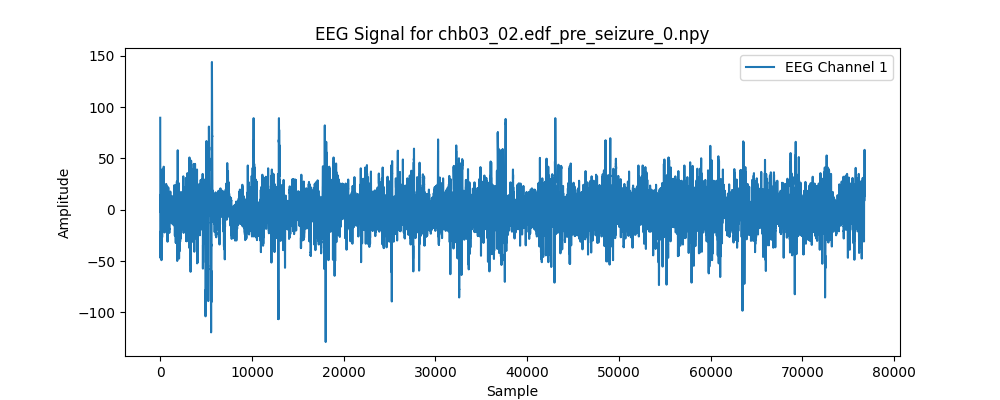 EEG Signal for chb03_02.edf_pre_seizure_0.npy
EEG Channel 1
150
100
50
0
−50
−100
Amplitude
0 10000 20000 30000 40000 50000 60000 70000 80000
Sample